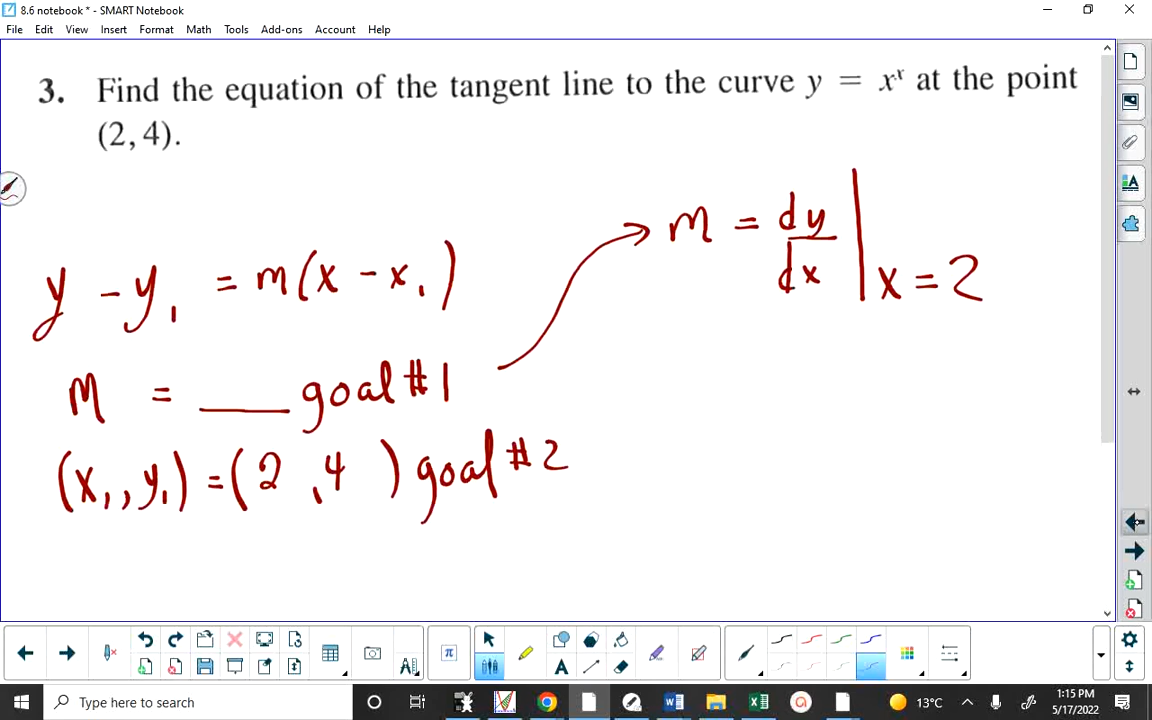 8.6 notebook * - SMART Notebook
File Edit View Insert Format Math Tools Add-ons Account Help
3. Find the equation of the tangent line to the curve y = xˣ at the point
(2, 4).
m = dy/dx | x = 2
y - y₁ = m(x - x₁)
m = ___ goal #1
(x₁, y₁) = (2, 4) goal #2
π
A
Type here to search
13°C
1:15 PM
5/17/2022